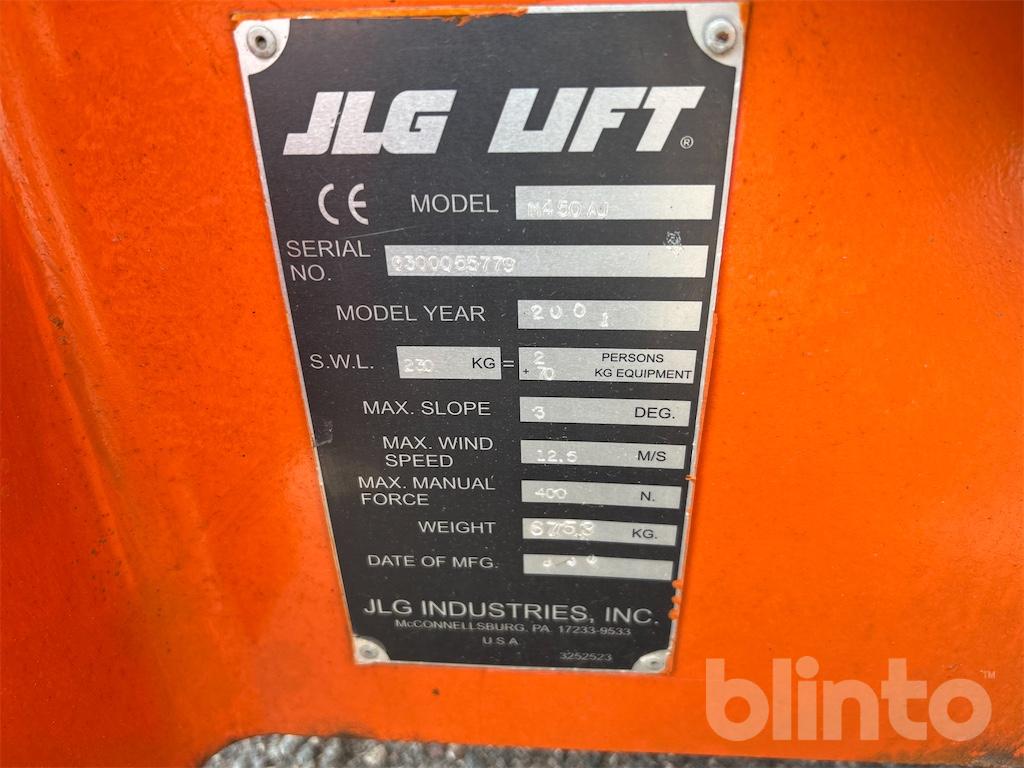 JLG LIFT®
CE MODEL M450AJ
SERIAL
NO. 0300065779
MODEL YEAR 2001
S.W.L. 230 KG = 2 PERSONS
+ 70 KG EQUIPMENT
MAX. SLOPE 3 DEG.
MAX. WIND
SPEED 12.5 M/S
MAX. MANUAL
FORCE 400 N.
WEIGHT KG.
DATE OF MFG.
JLG INDUSTRIES, INC.
McCONNELLSBURG, PA 17233-9533
U.S.A
3252523
blinto™